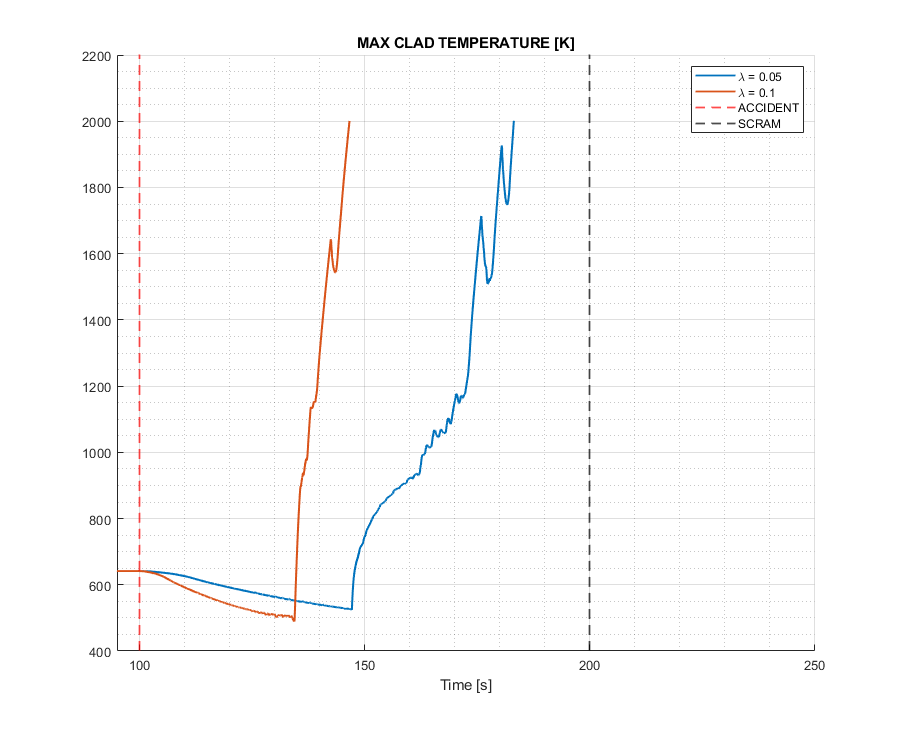 MAX CLAD TEMPERATURE [K]
2200
2000
1800
1600
1400
1200
1000
800
600
400
λ = 0.05
λ = 0.1
ACCIDENT
SCRAM
100
150
200
250
Time [s]